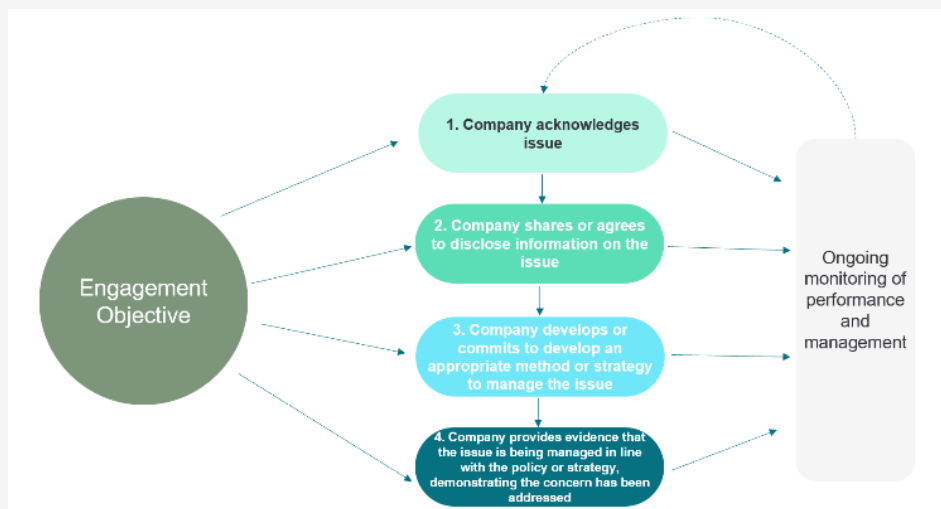 1. Company acknowledges
issue
2. Company shares or agrees
to disclose information on the
issue
Engagement
Objective
3. Company develops or
commits to develop an
appropriate method or strategy
to manage the issue
4. Company provides evidence that
the issue is being managed in line
with the policy or strategy,
demonstrating the concern has been
addressed
Ongoing
monitoring of
performance
and
management